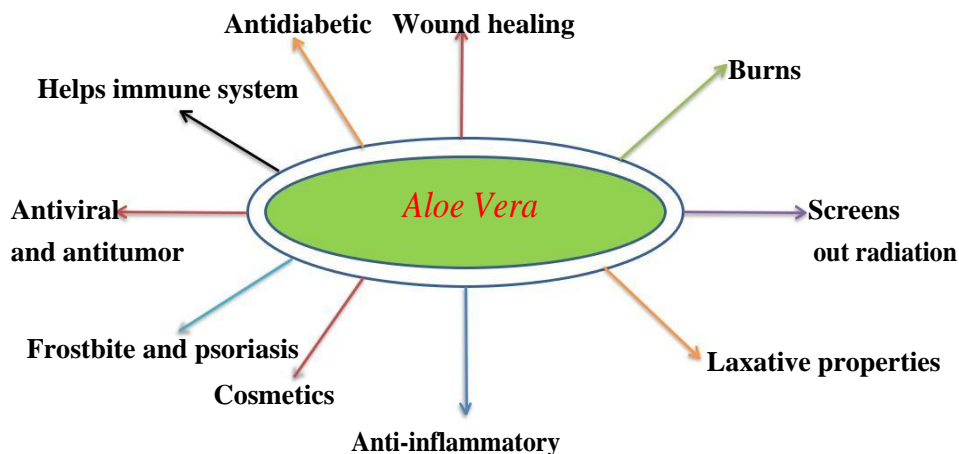 Antidiabetic Wound healing
Burns
Helps immune system
Aloe Vera
Antiviral
and antitumor
Screens
out radiation
Frostbite and psoriasis
Laxative properties
Cosmetics
Anti-inflammatory